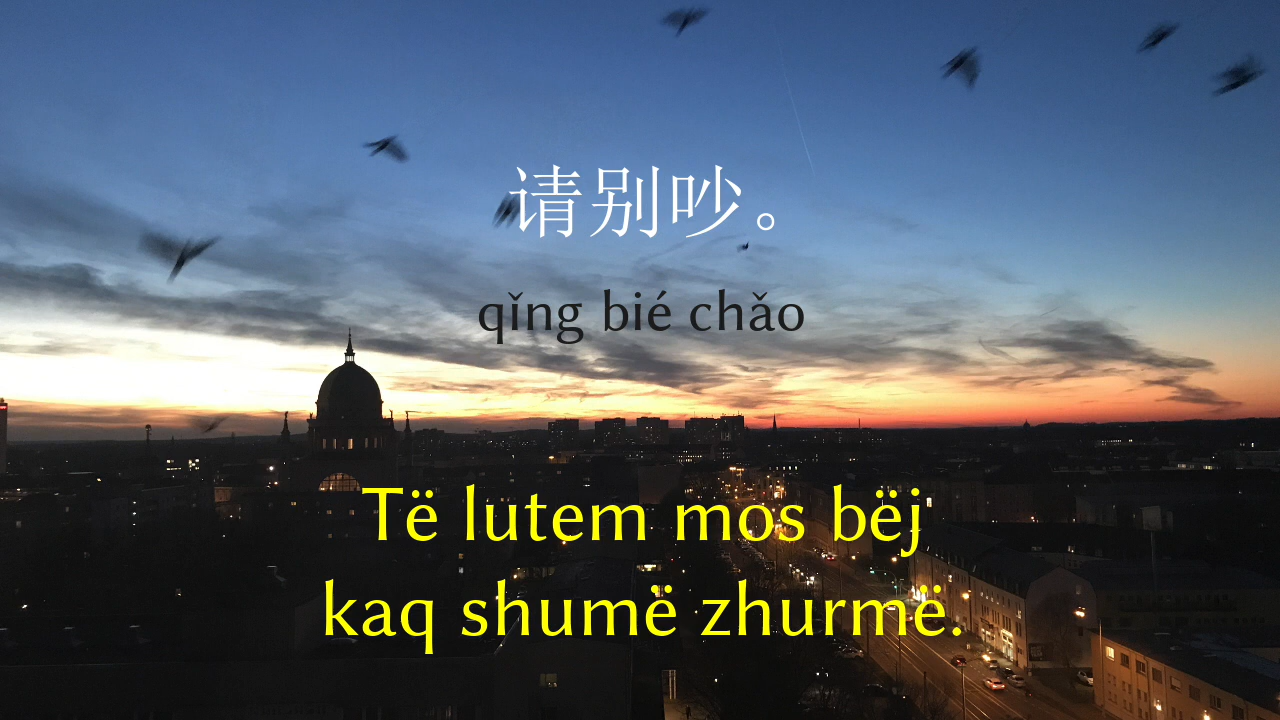 请别吵。
qǐng bié chǎo
Të lutem mos bëj
kaq shumë zhurmë.